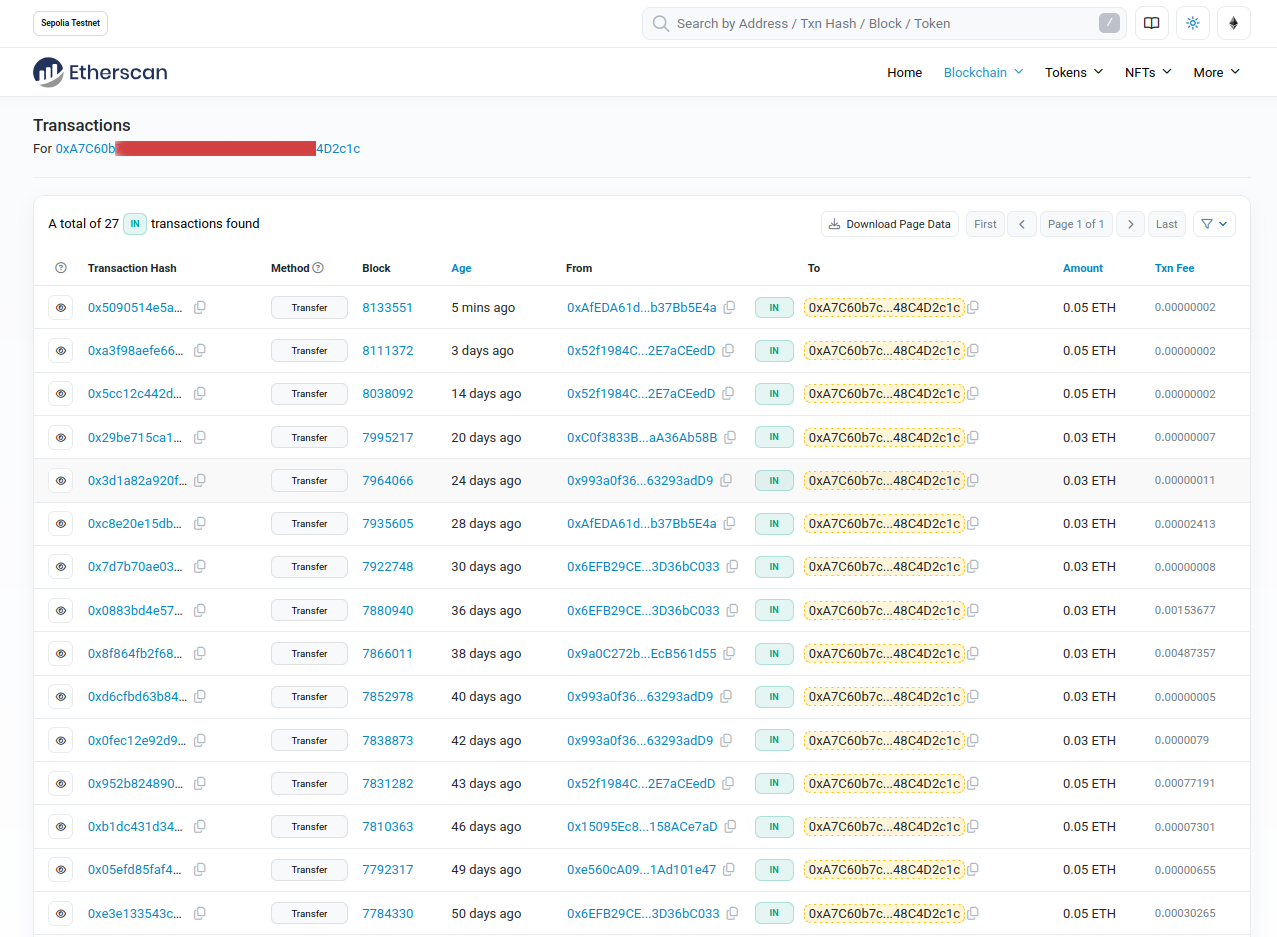 Sepolia Testnet
Search by Address / Txn Hash / Block / Token /
Etherscan
Home Blockchain Tokens NFTs More
Transactions
For 0xA7C60b 4D2c1c
A total of 27 IN transactions found
Download Page Data First Page 1 of 1 Last
Transaction Hash Method Block Age From To Amount Txn Fee
0x5090514e5a... Transfer 8133551 5 mins ago 0xAfEDA61d...b37Bb5E4a IN 0xA7C60b7c...48C4D2c1c 0.05 ETH 0.00000002
0xa3f98aefe66... Transfer 8111372 3 days ago 0x52f1984C...2E7aCEedD IN 0xA7C60b7c...48C4D2c1c 0.05 ETH 0.00000002
0x5cc12c442d... Transfer 8038092 14 days ago 0x52f1984C...2E7aCEedD IN 0xA7C60b7c...48C4D2c1c 0.05 ETH 0.00000002
0x29be715ca1... Transfer 7995217 20 days ago 0xC0f3833B...aA36Ab58B IN 0xA7C60b7c...48C4D2c1c 0.03 ETH 0.00000007
0x3d1a82a920f... Transfer 7964066 24 days ago 0x993a0f36...63293adD9 IN 0xA7C60b7c...48C4D2c1c 0.03 ETH 0.00000011
0xc8e20e15db... Transfer 7935605 28 days ago 0xAfEDA61d...b37Bb5E4a IN 0xA7C60b7c...48C4D2c1c 0.03 ETH 0.00002413
0x7d7b70ae03... Transfer 7922748 30 days ago 0x6EFB29CE...3D36bC033 IN 0xA7C60b7c...48C4D2c1c 0.03 ETH 0.00000008
0x0883bd4e57... Transfer 7880940 36 days ago 0x6EFB29CE...3D36bC033 IN 0xA7C60b7c...48C4D2c1c 0.03 ETH 0.00153677
0x8f864fb2f68... Transfer 7866011 38 days ago 0x9a0C272b...EcB561d55 IN 0xA7C60b7c...48C4D2c1c 0.03 ETH 0.00487357
0xd6cfbd63b84... Transfer 7852978 40 days ago 0x993a0f36...63293adD9 IN 0xA7C60b7c...48C4D2c1c 0.03 ETH 0.00000005
0x0fec12e92d9... Transfer 7838873 42 days ago 0x993a0f36...63293adD9 IN 0xA7C60b7c...48C4D2c1c 0.03 ETH 0.0000079
0x952b824890... Transfer 7831282 43 days ago 0x52f1984C...2E7aCEedD IN 0xA7C60b7c...48C4D2c1c 0.05 ETH 0.00077191
0xb1dc431d34... Transfer 7810363 46 days ago 0x15095Ec8...158ACe7aD IN 0xA7C60b7c...48C4D2c1c 0.05 ETH 0.00007301
0x05efd85faf4... Transfer 7792317 49 days ago 0xe560cA09...1Ad101e47 IN 0xA7C60b7c...48C4D2c1c 0.05 ETH 0.00000655
0xe3e133543c... Transfer 7784330 50 days ago 0x6EFB29CE...3D36bC033 IN 0xA7C60b7c...48C4D2c1c 0.05 ETH 0.00030265